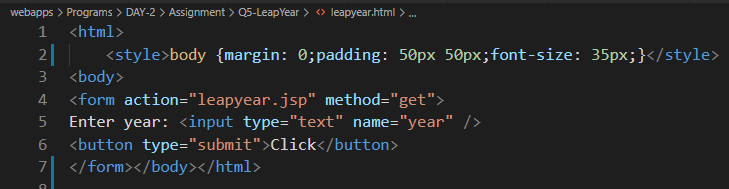 webapps > Programs > DAY-2 > Assignment > Q5-LeapYear > <> leapyear.html > ...
1 <html>
2 <style>body {margin: 0;padding: 50px 50px;font-size: 35px;}</style>
3 <body>
4 <form action="leapyear.jsp" method="get">
5 Enter year: <input type="text" name="year" />
6 <button type="submit">Click</button>
7 </form></body></html>
8